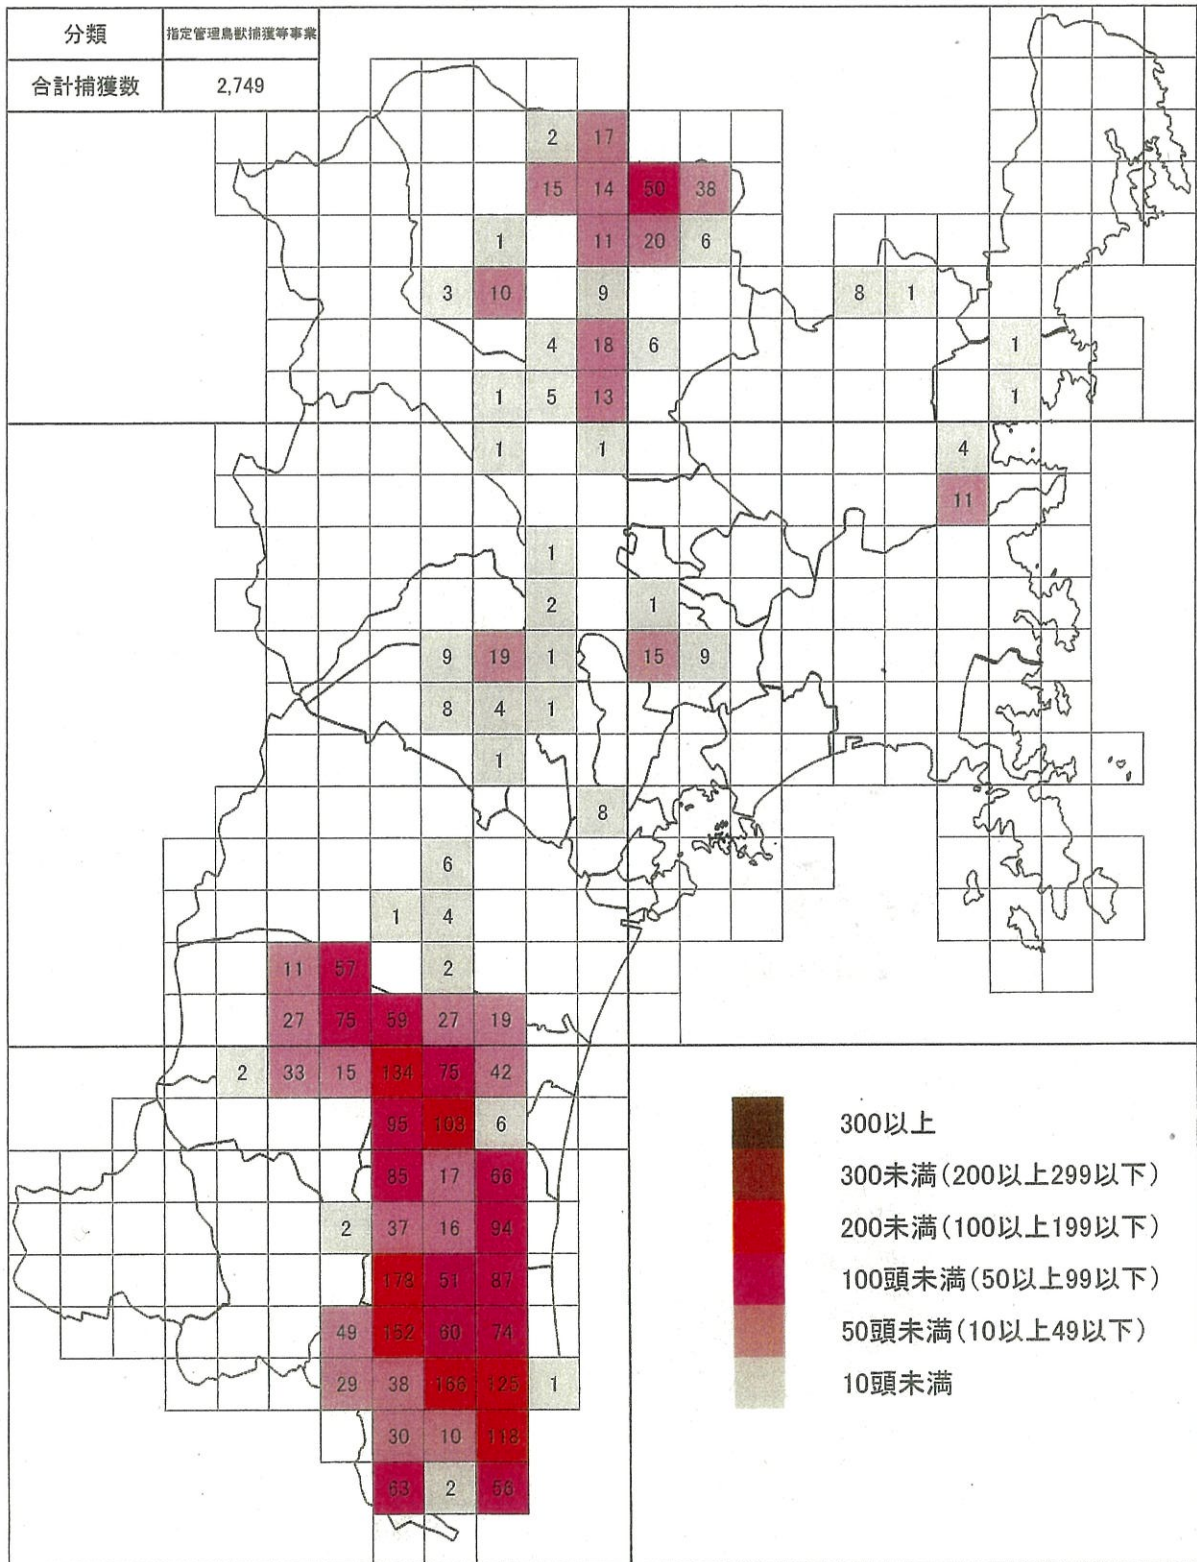 分類 指定管理鳥獣捕獲等事業
合計捕獲数 2,749
2 17
15 14 50 38
1 11 20 6
3 10 9 8 1
4 18 6 1
1 5 13 1
1 1 4
11
1
2 1
9 19 1 15 9
8 4 1
1
8
6
1 4
11 57 2
27 75 59 27 19
2 33 15 134 75 42
95 103 6
85 17 66
2 37 16 94
178 51 87
49 152 60 74
29 38 166 125 1
30 10 118
63 2 56
300以上
300未満(200以上299以下)
200未満(100以上199以下)
100頭未満(50以上99以下)
50頭未満(10以上49以下)
10頭未満